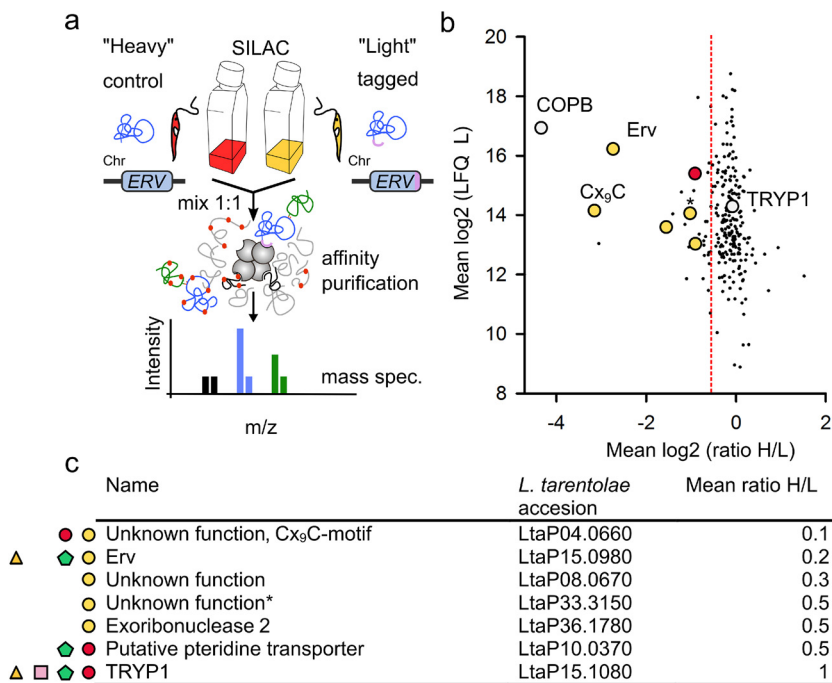 a
"Heavy" SILAC "Light"
control tagged
Chr Chr
ERV ERV
mix 1:1
affinity
purification
Intensity
mass spec.
m/z
b
20
18
16
14
12
10
8
Mean log2 (LFQ L)
COPB
Erv
Cx9C
*
TRYP1
-4 -2 0 2
Mean log2 (ratio H/L)
c
Name L. tarentolae Mean ratio H/L
accesion
Unknown function, Cx9C-motif LtaP04.0660 0.1
Erv LtaP15.0980 0.2
Unknown function LtaP08.0670 0.3
Unknown function* LtaP33.3150 0.5
Exoribonuclease 2 LtaP36.1780 0.5
Putative pteridine transporter LtaP10.0370 0.5
TRYP1 LtaP15.1080 1